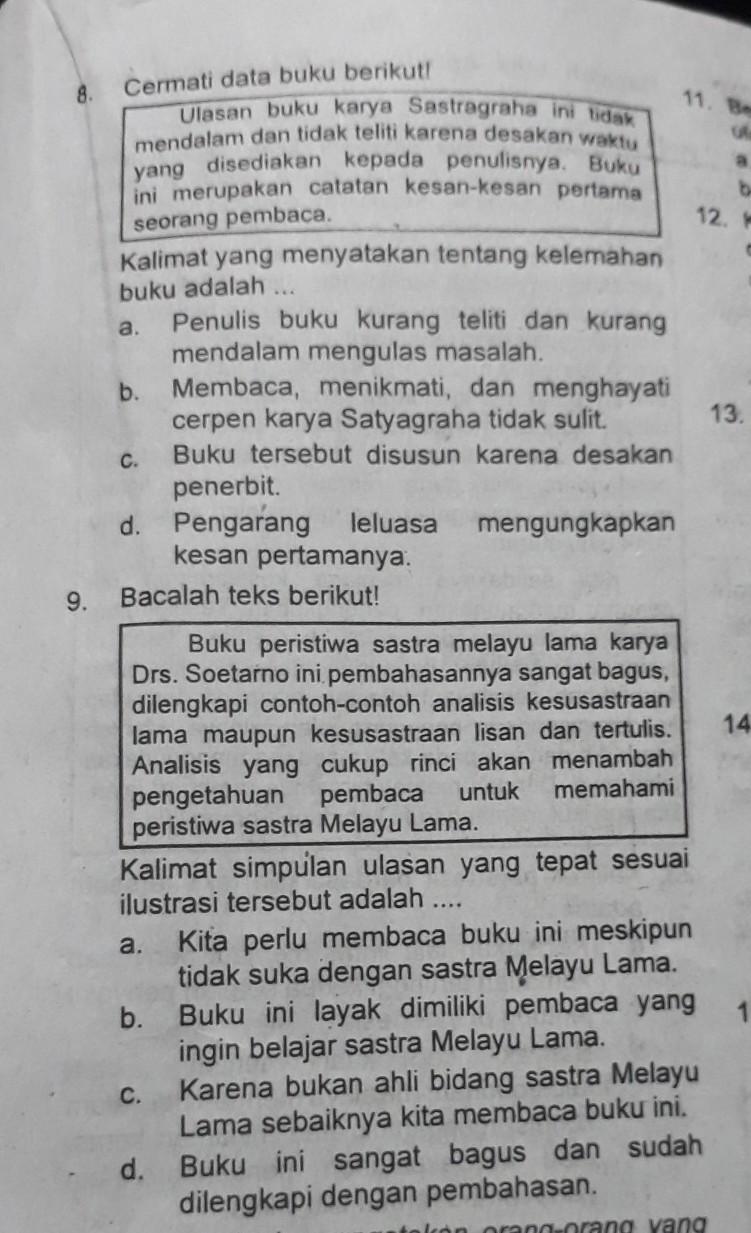 8. Cermati data buku berikut!
Ulasan buku karya Sastragraha ini tidak
mendalam dan tidak teliti karena desakan waktu
yang disediakan kepada penulisnya. Buku
ini merupakan catatan kesan-kesan pertama
seorang pembaca.
Kalimat yang menyatakan tentang kelemahan
buku adalah ...
a. Penulis buku kurang teliti dan kurang
mendalam mengulas masalah.
b. Membaca, menikmati, dan menghayati
cerpen karya Satyagraha tidak sulit.
c. Buku tersebut disusun karena desakan
penerbit.
d. Pengarang leluasa mengungkapkan
kesan pertamanya.
9. Bacalah teks berikut!
Buku peristiwa sastra melayu lama karya
Drs. Soetarno ini pembahasannya sangat bagus,
dilengkapi contoh-contoh analisis kesusastraan
lama maupun kesusastraan lisan dan tertulis.
Analisis yang cukup rinci akan menambah
pengetahuan pembaca untuk memahami
peristiwa sastra Melayu Lama.
Kalimat simpulan ulasan yang tepat sesuai
ilustrasi tersebut adalah ....
a. Kita perlu membaca buku ini meskipun
tidak suka dengan sastra Melayu Lama.
b. Buku ini layak dimiliki pembaca yang
ingin belajar sastra Melayu Lama.
c. Karena bukan ahli bidang sastra Melayu
Lama sebaiknya kita membaca buku ini.
d. Buku ini sangat bagus dan sudah
dilengkapi dengan pembahasan.
orang-orang yang
11.
a
b
12.
13.
14
1